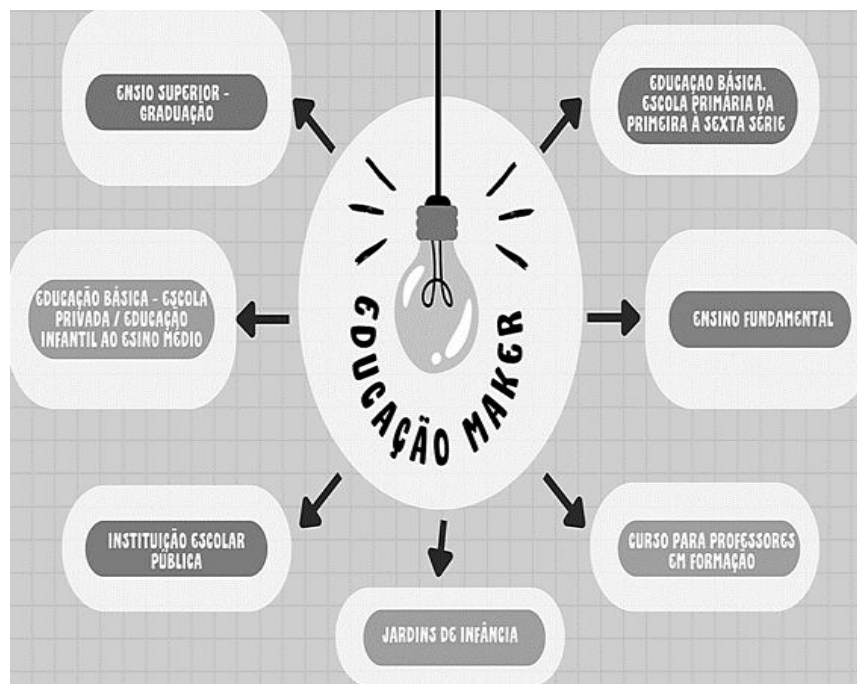 ENSIO SUPERIOR -
GRADUAÇÃO
EDUCAÇAO BÁSICA.
ESCOLA PRIMÁRIA DA
PRIMEIRA À SEXTA SÉRIE
EDUCAÇÃO BÁSICA - ESCOLA
PRIVADA / EDUCAÇÃO
INFANTIL AO ESINO MÉDIO
EDUCAÇÃO MAKER
ENSINO FUNDAMENTAL
INSTITUIÇÃO ESCOLAR
PÚBLICA
CURSO PARA PROFESSORES
EM FORMAÇÃO
JARDINS DE INFÂNCIA